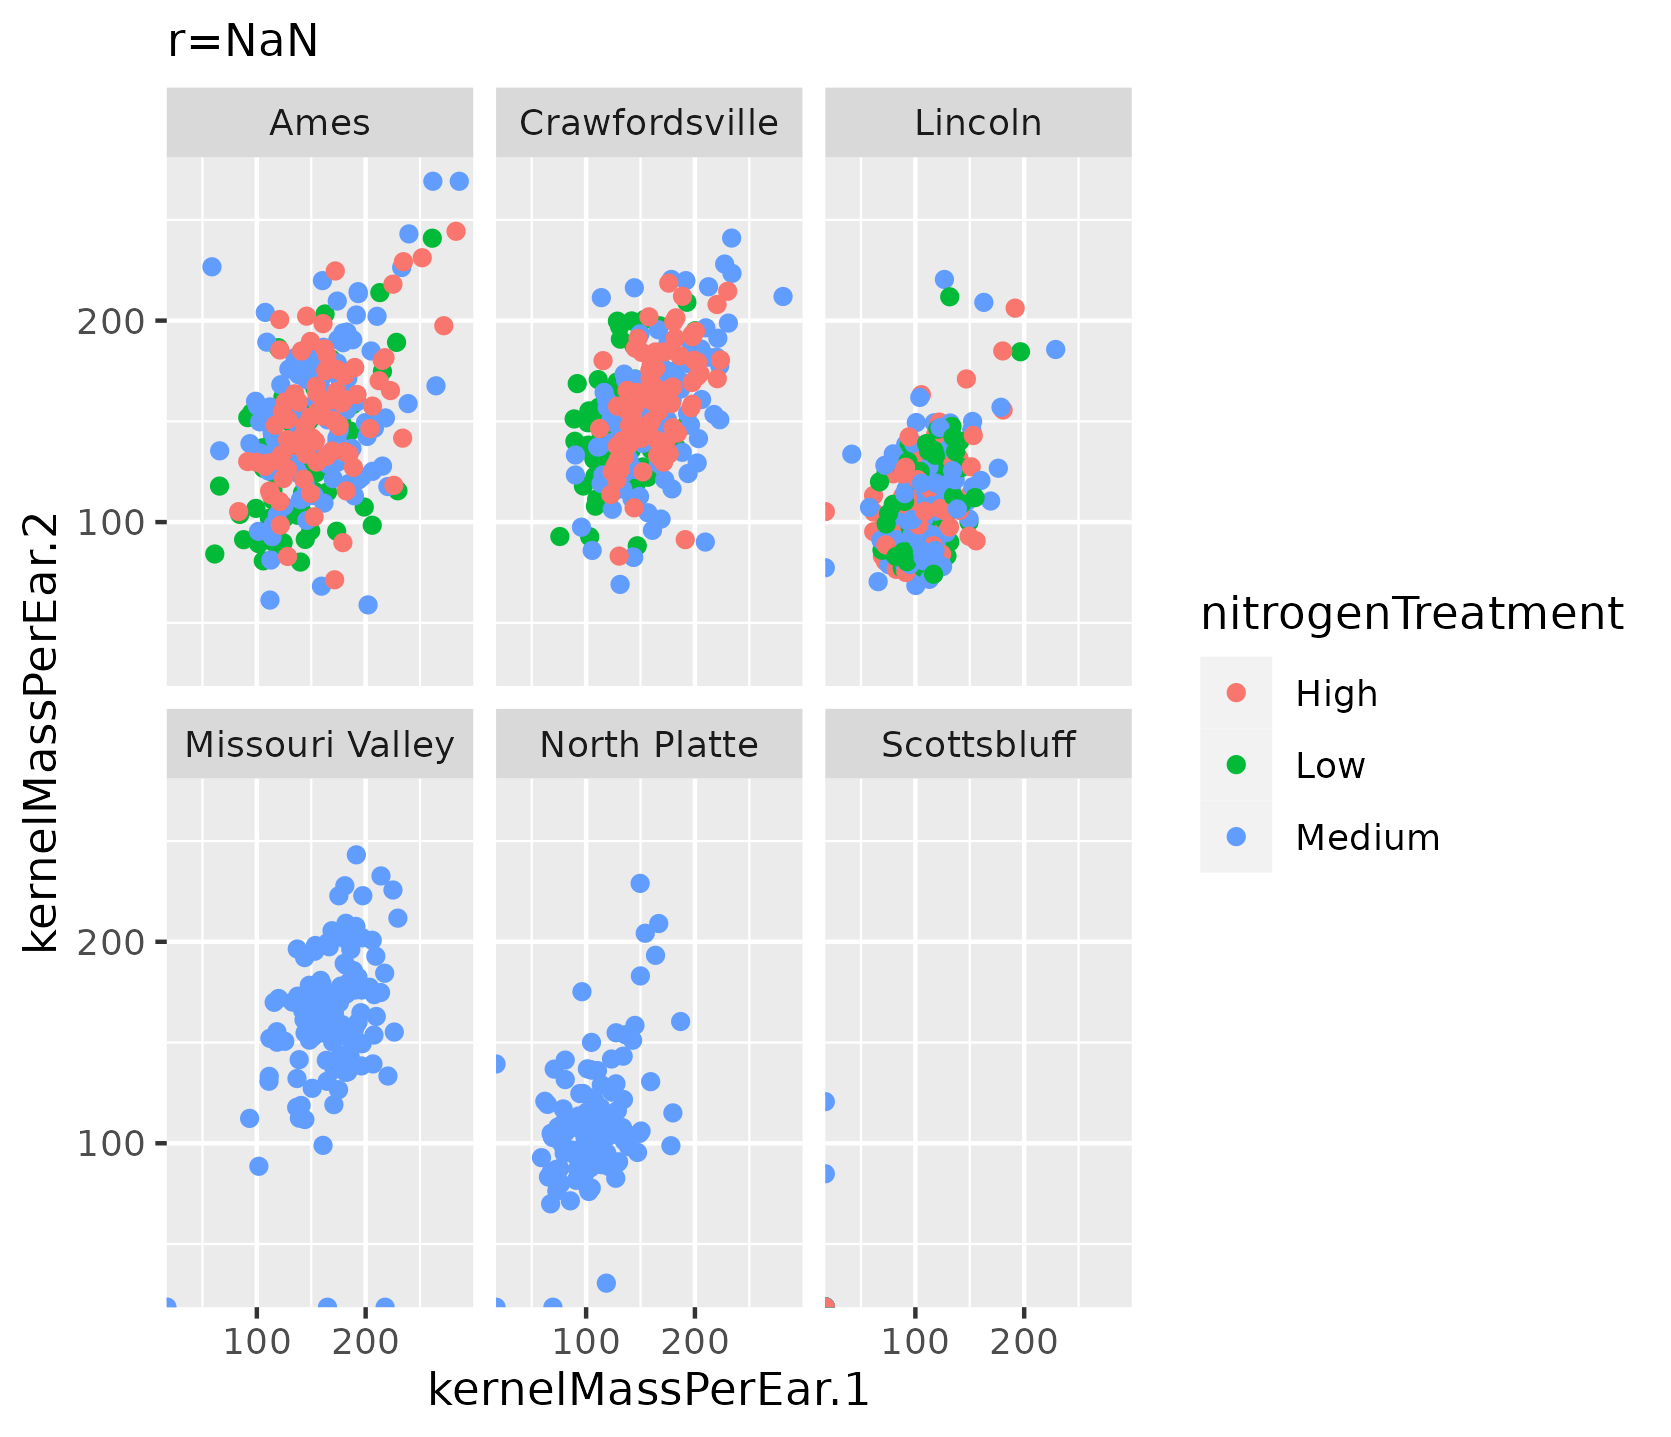 r=NaN
Ames
Crawfordsville
Lincoln
200
100
Missouri Valley
North Platte
Scottsbluff
200
100
100
200
100
200
100
200
kernelMassPerEar.1
kernelMassPerEar.2
nitrogenTreatment
High
Low
Medium